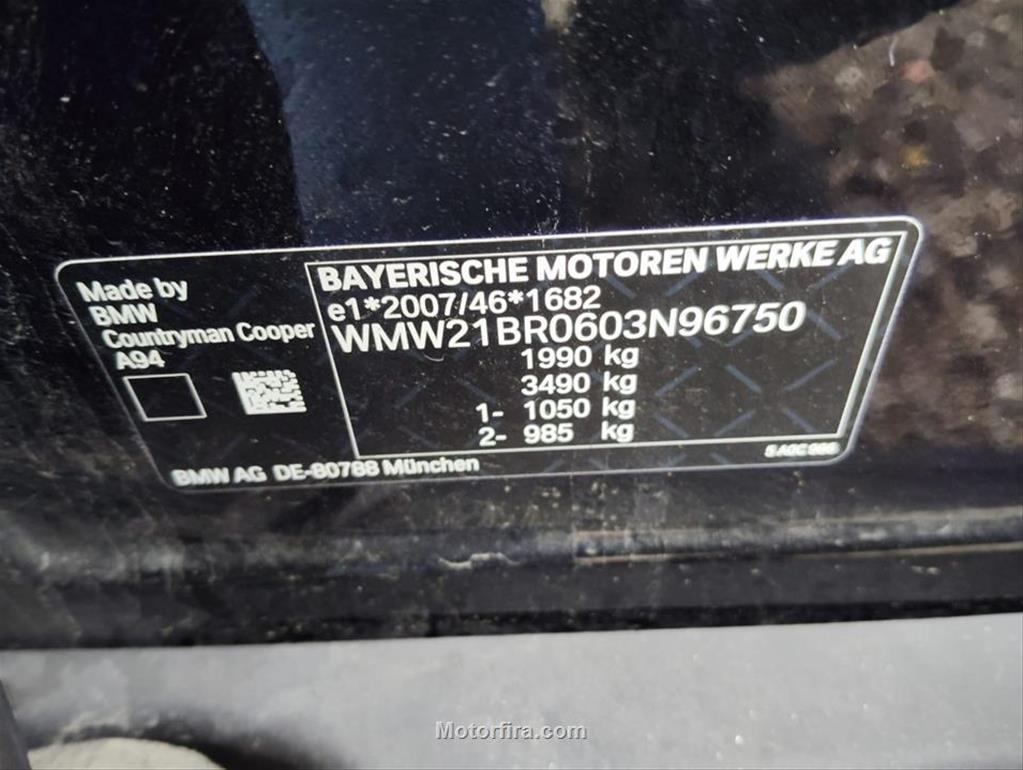 Made by
BMW
Countryman Cooper
A94
BAYERISCHE MOTOREN WERKE AG
e1*2007/46*1682
WMW21BR0603N96750
1990 kg
3490 kg
1- 1050 kg
2- 985 kg
BMW AG DE-80788 München
Motorfira.com